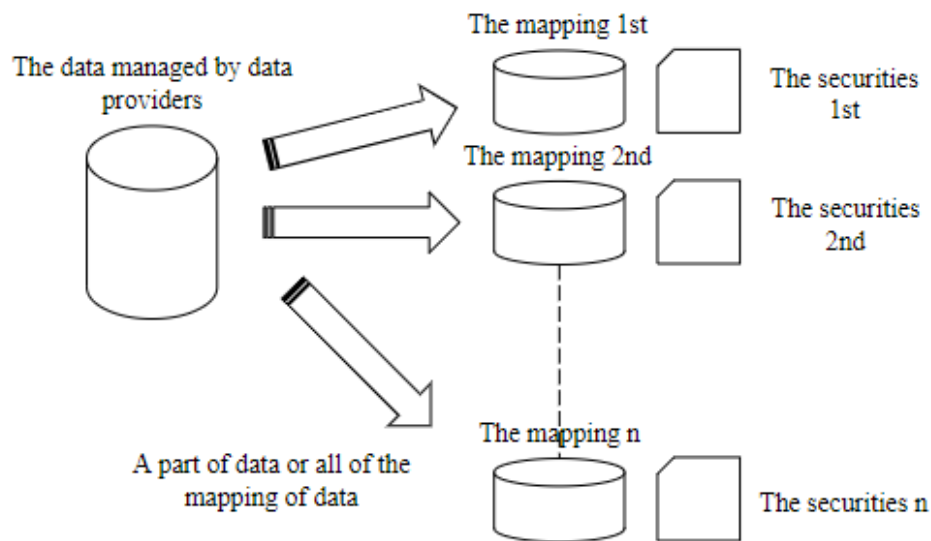 The mapping 1st
The data managed by data
providers
The securities
1st
The mapping 2nd
The securities
2nd
The mapping n
A part of data or all of the
mapping of data
The securities n